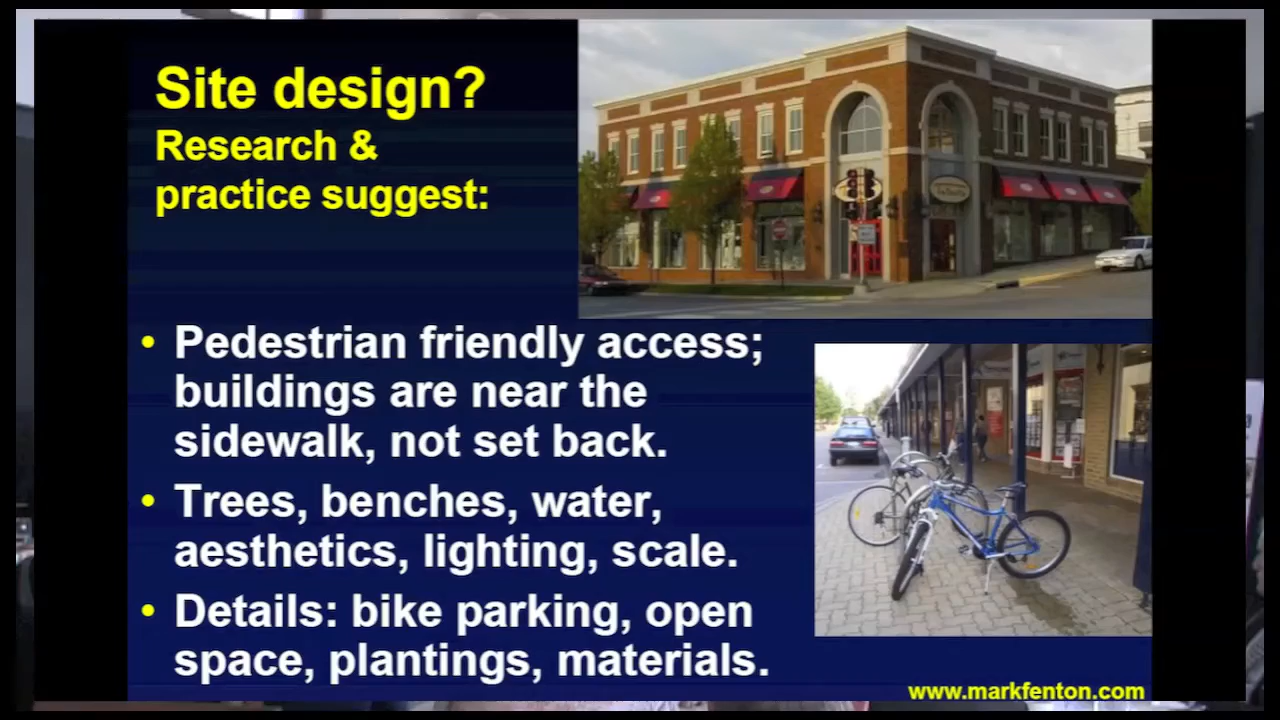 Site design?
Research &
practice suggest:
• Pedestrian friendly access;
buildings are near the
sidewalk, not set back.
• Trees, benches, water,
aesthetics, lighting, scale.
• Details: bike parking, open
space, plantings, materials.
www.markfenton.com